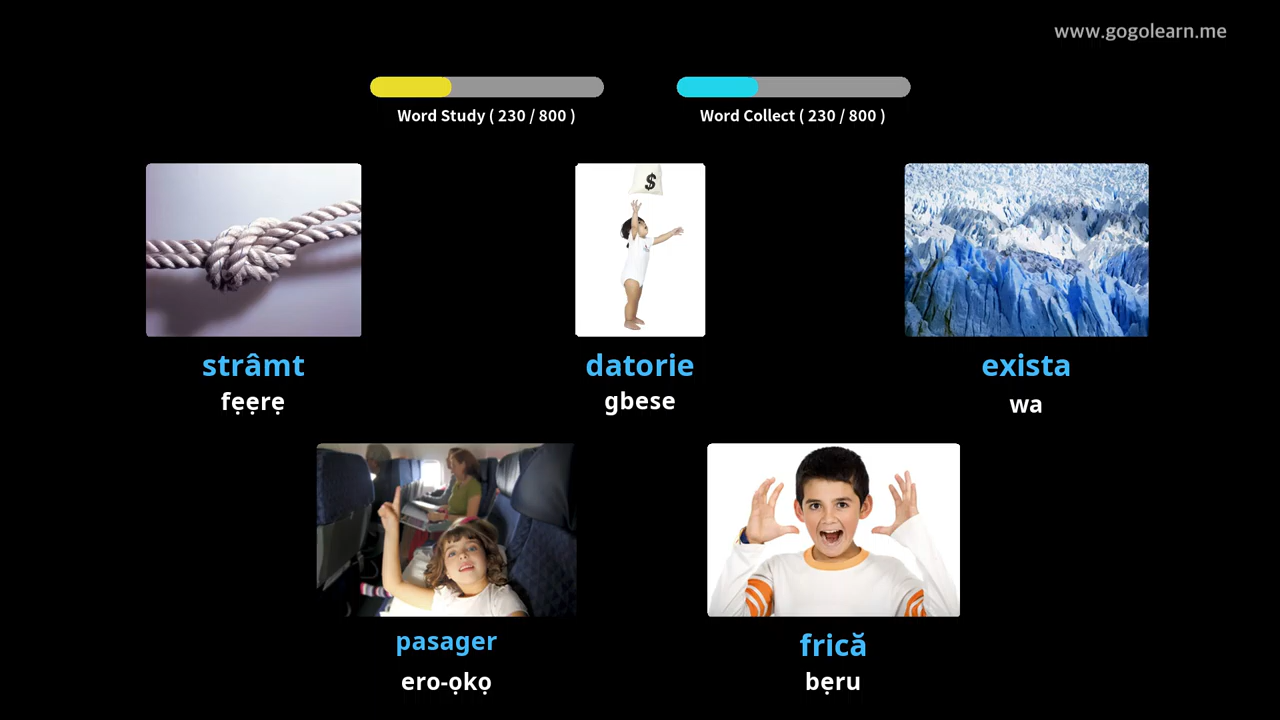 www.gogolearn.me
Word Study ( 230 / 800 )
Word Collect ( 230 / 800 )
$
strâmt
fẹẹrẹ
datorie
gbese
exista
wa
pasager
ero-ọkọ
frică
bẹru